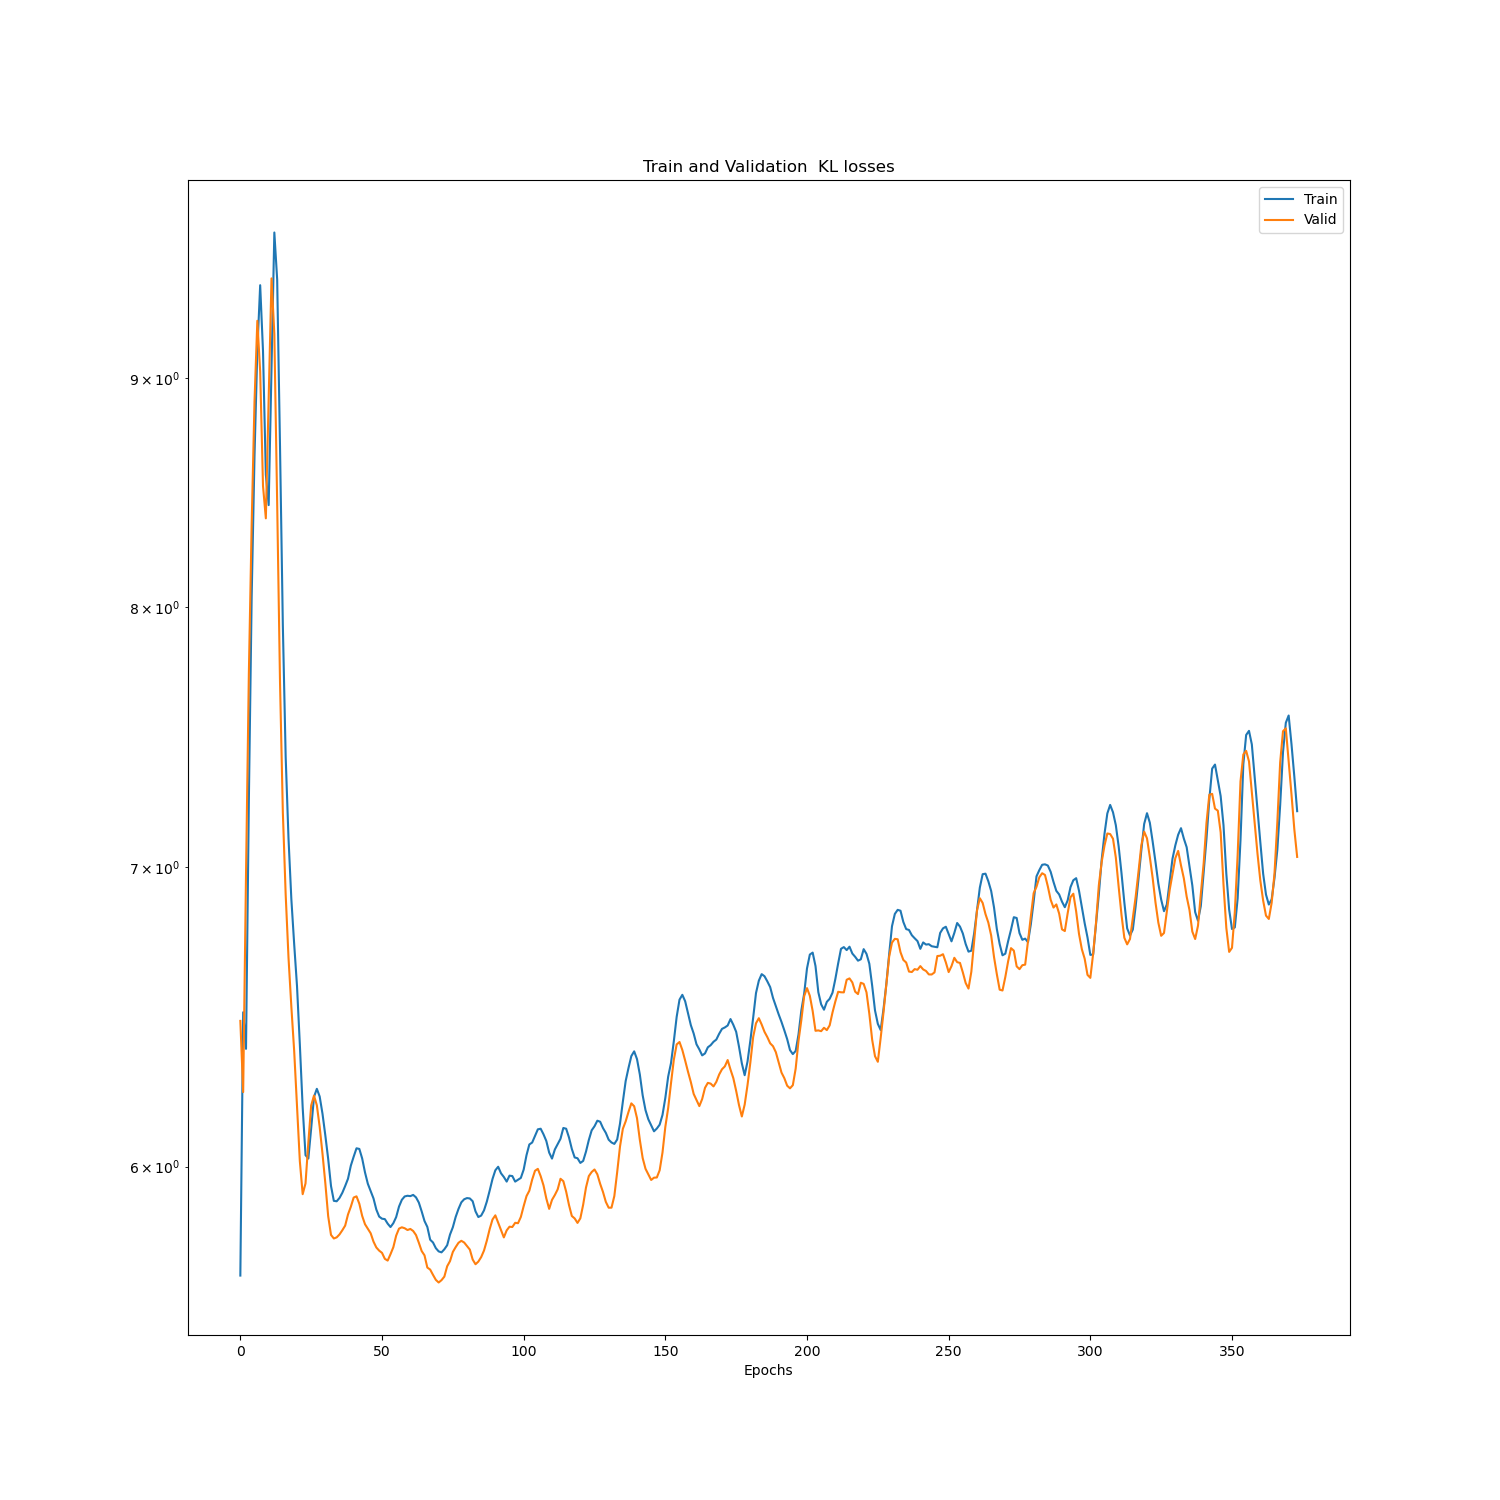 Train and Validation  KL losses
Train
Valid
9 × 10⁰
8 × 10⁰
7 × 10⁰
6 × 10⁰
0 50 100 150 200 250 300 350
Epochs